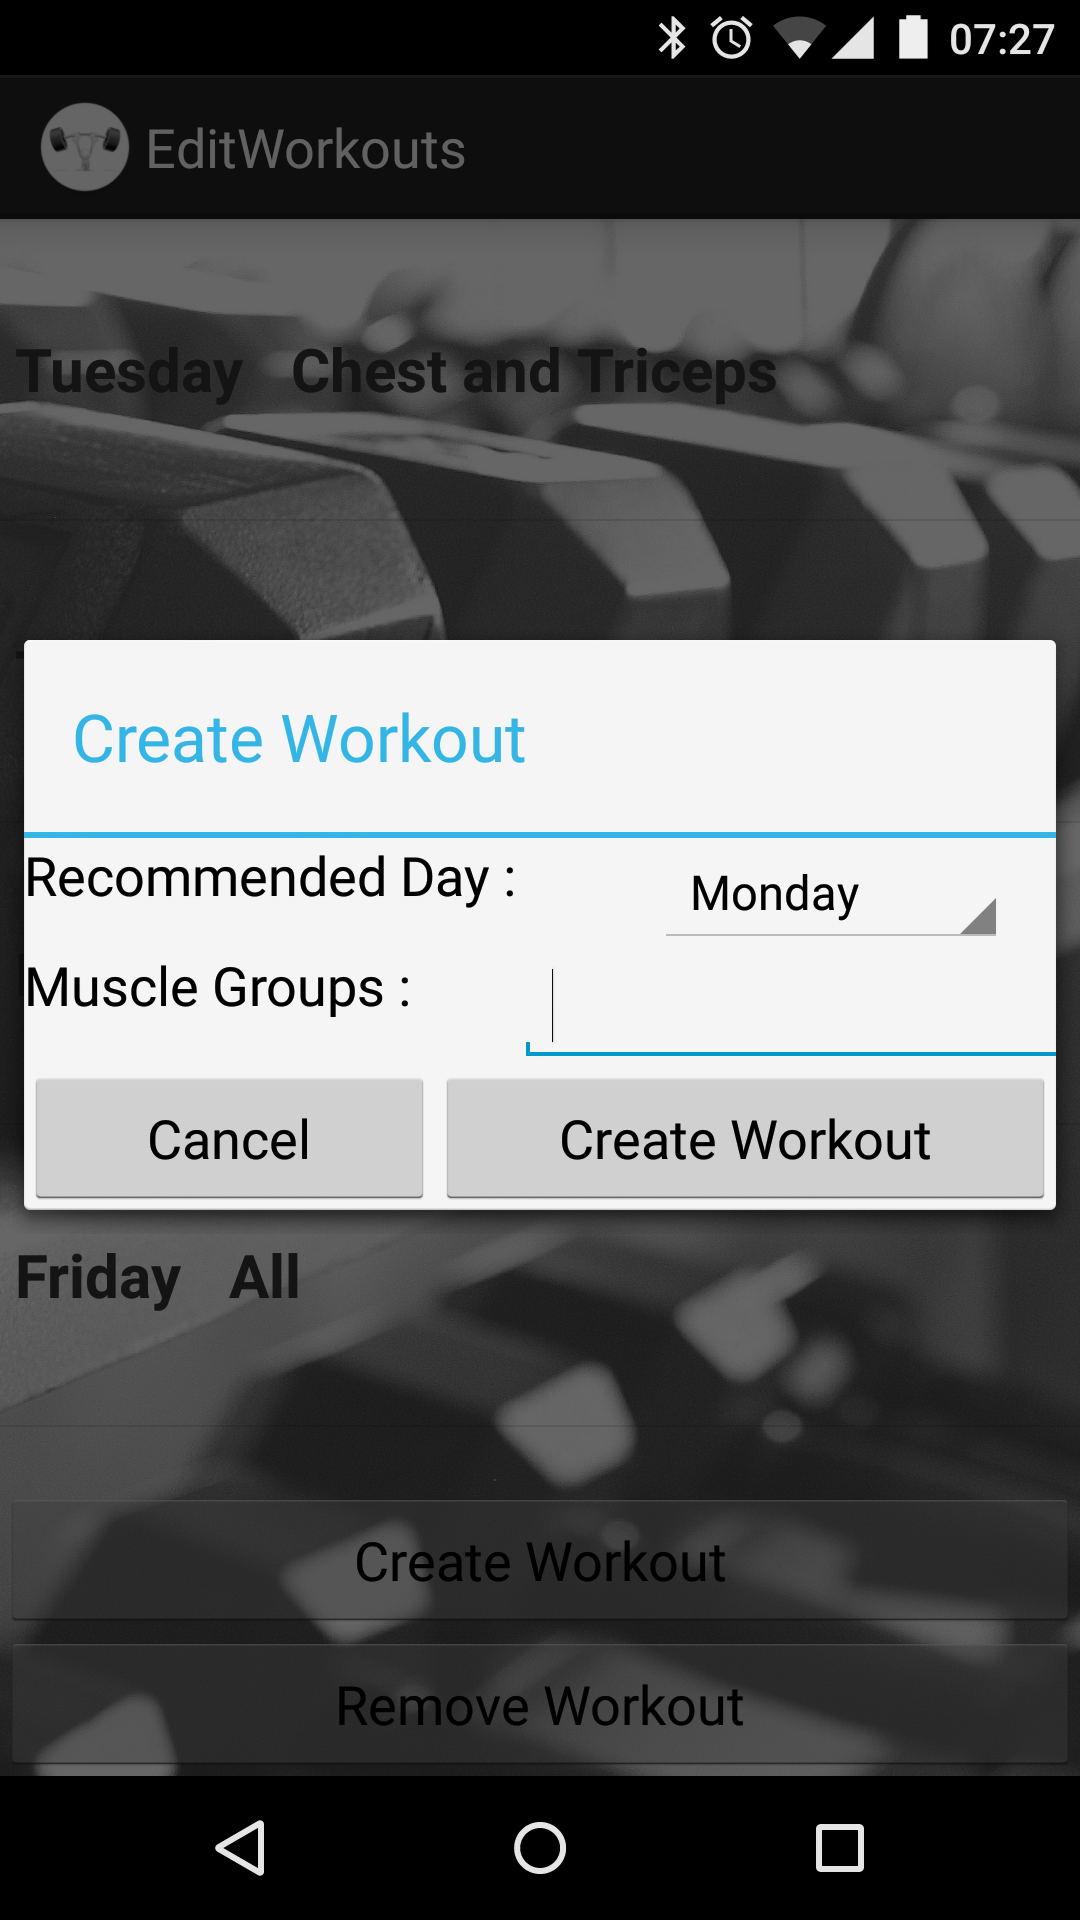 07:27
EditWorkouts
Tuesday Chest and Triceps
Create Workout
Recommended Day : Monday
Muscle Groups :
Cancel Create Workout
Friday All
Create Workout
Remove Workout